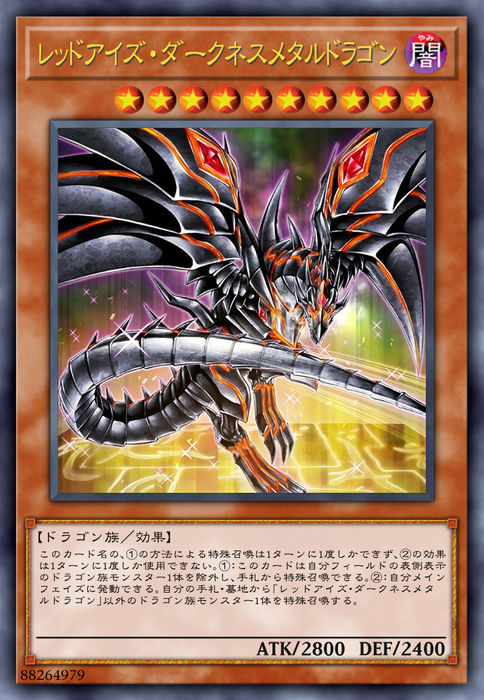 レッドアイズ・ダークネスメタルドラゴン
やみ
闇
【ドラゴン族／効果】
このカード名の、①の方法による特殊召喚は1ターンに1度しかできず、②の効果
は1ターンに1度しか使用できない。①：このカードは自分フィールドの表側表示
のドラゴン族モンスター1体を除外し、手札から特殊召喚できる。②：自分メイン
フェイズに発動できる。自分の手札・墓地から「レッドアイズ・ダークネスメタ
ルドラゴン」以外のドラゴン族モンスター1体を特殊召喚する。
ATK/2800 DEF/2400
88264979